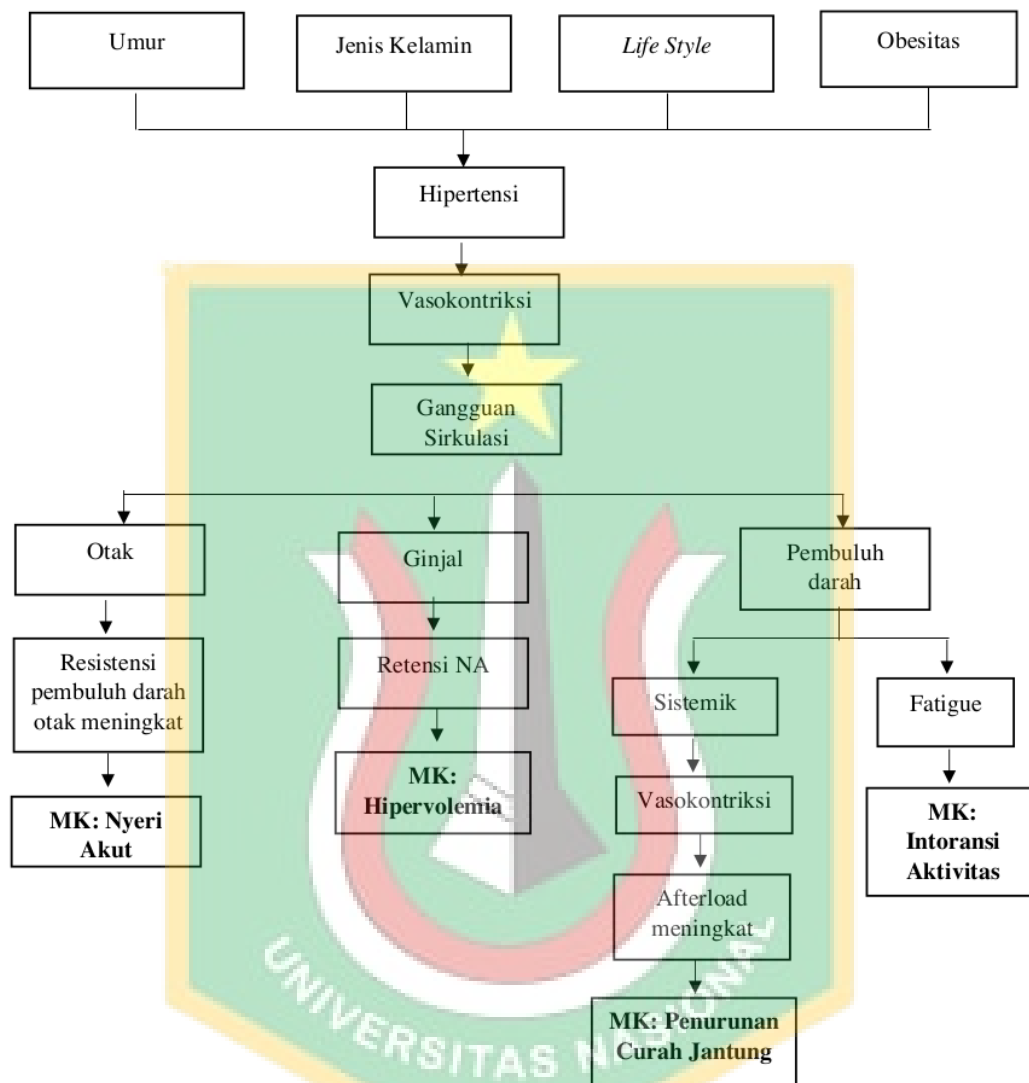 Umur
Jenis Kelamin
Life Style
Obesitas
Hipertensi
Vasokontriksi
Gangguan
Sirkulasi
Otak
Ginjal
Pembuluh
darah
Resistensi
pembuluh darah
otak meningkat
Retensi NA
Sistemik
Fatigue
MK: Nyeri
Akut
MK:
Hipervolemia
Vasokontriksi
MK:
Intoransi
Aktivitas
Afterload
meningkat
MK: Penurunan
Curah Jantung
UNIVERSITAS NASIONAL